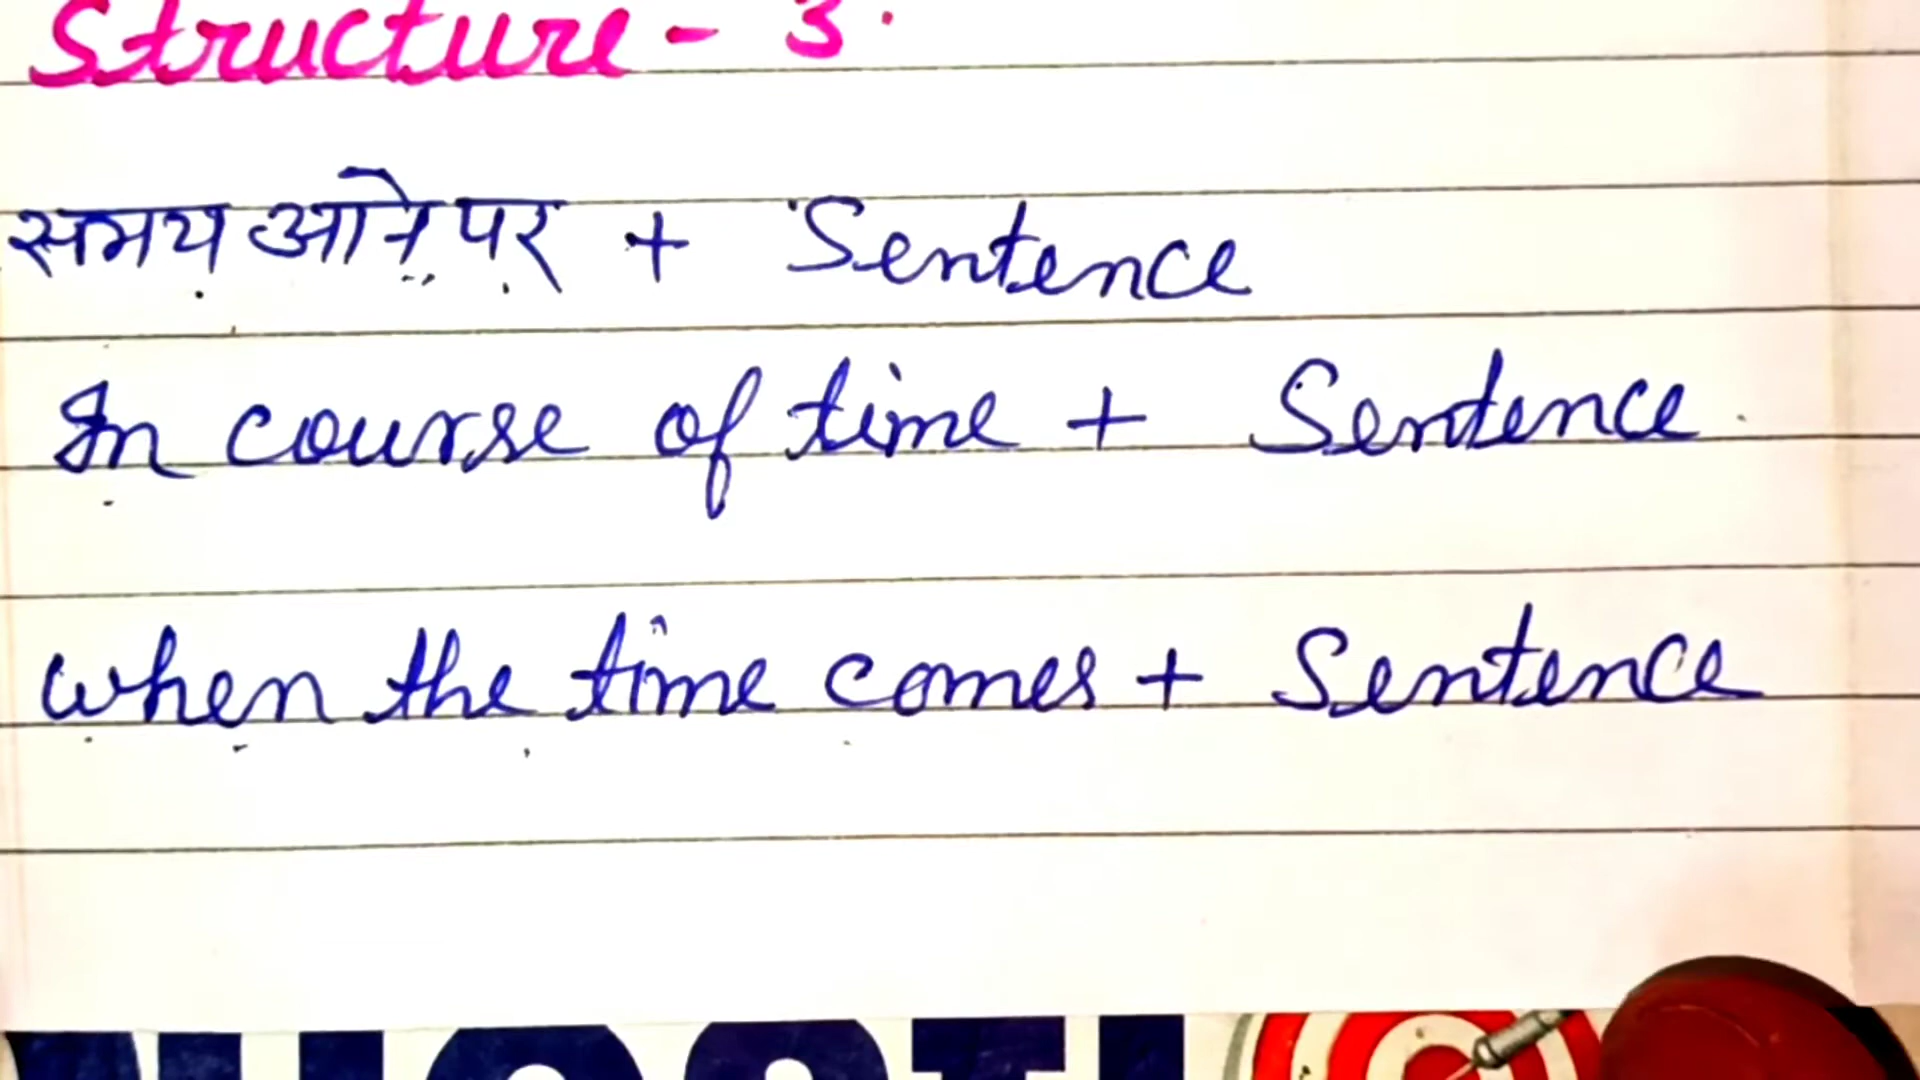 Structure - 3.
समय आने पर + Sentence
In course of time + Sentence.
when the time comes + Sentence